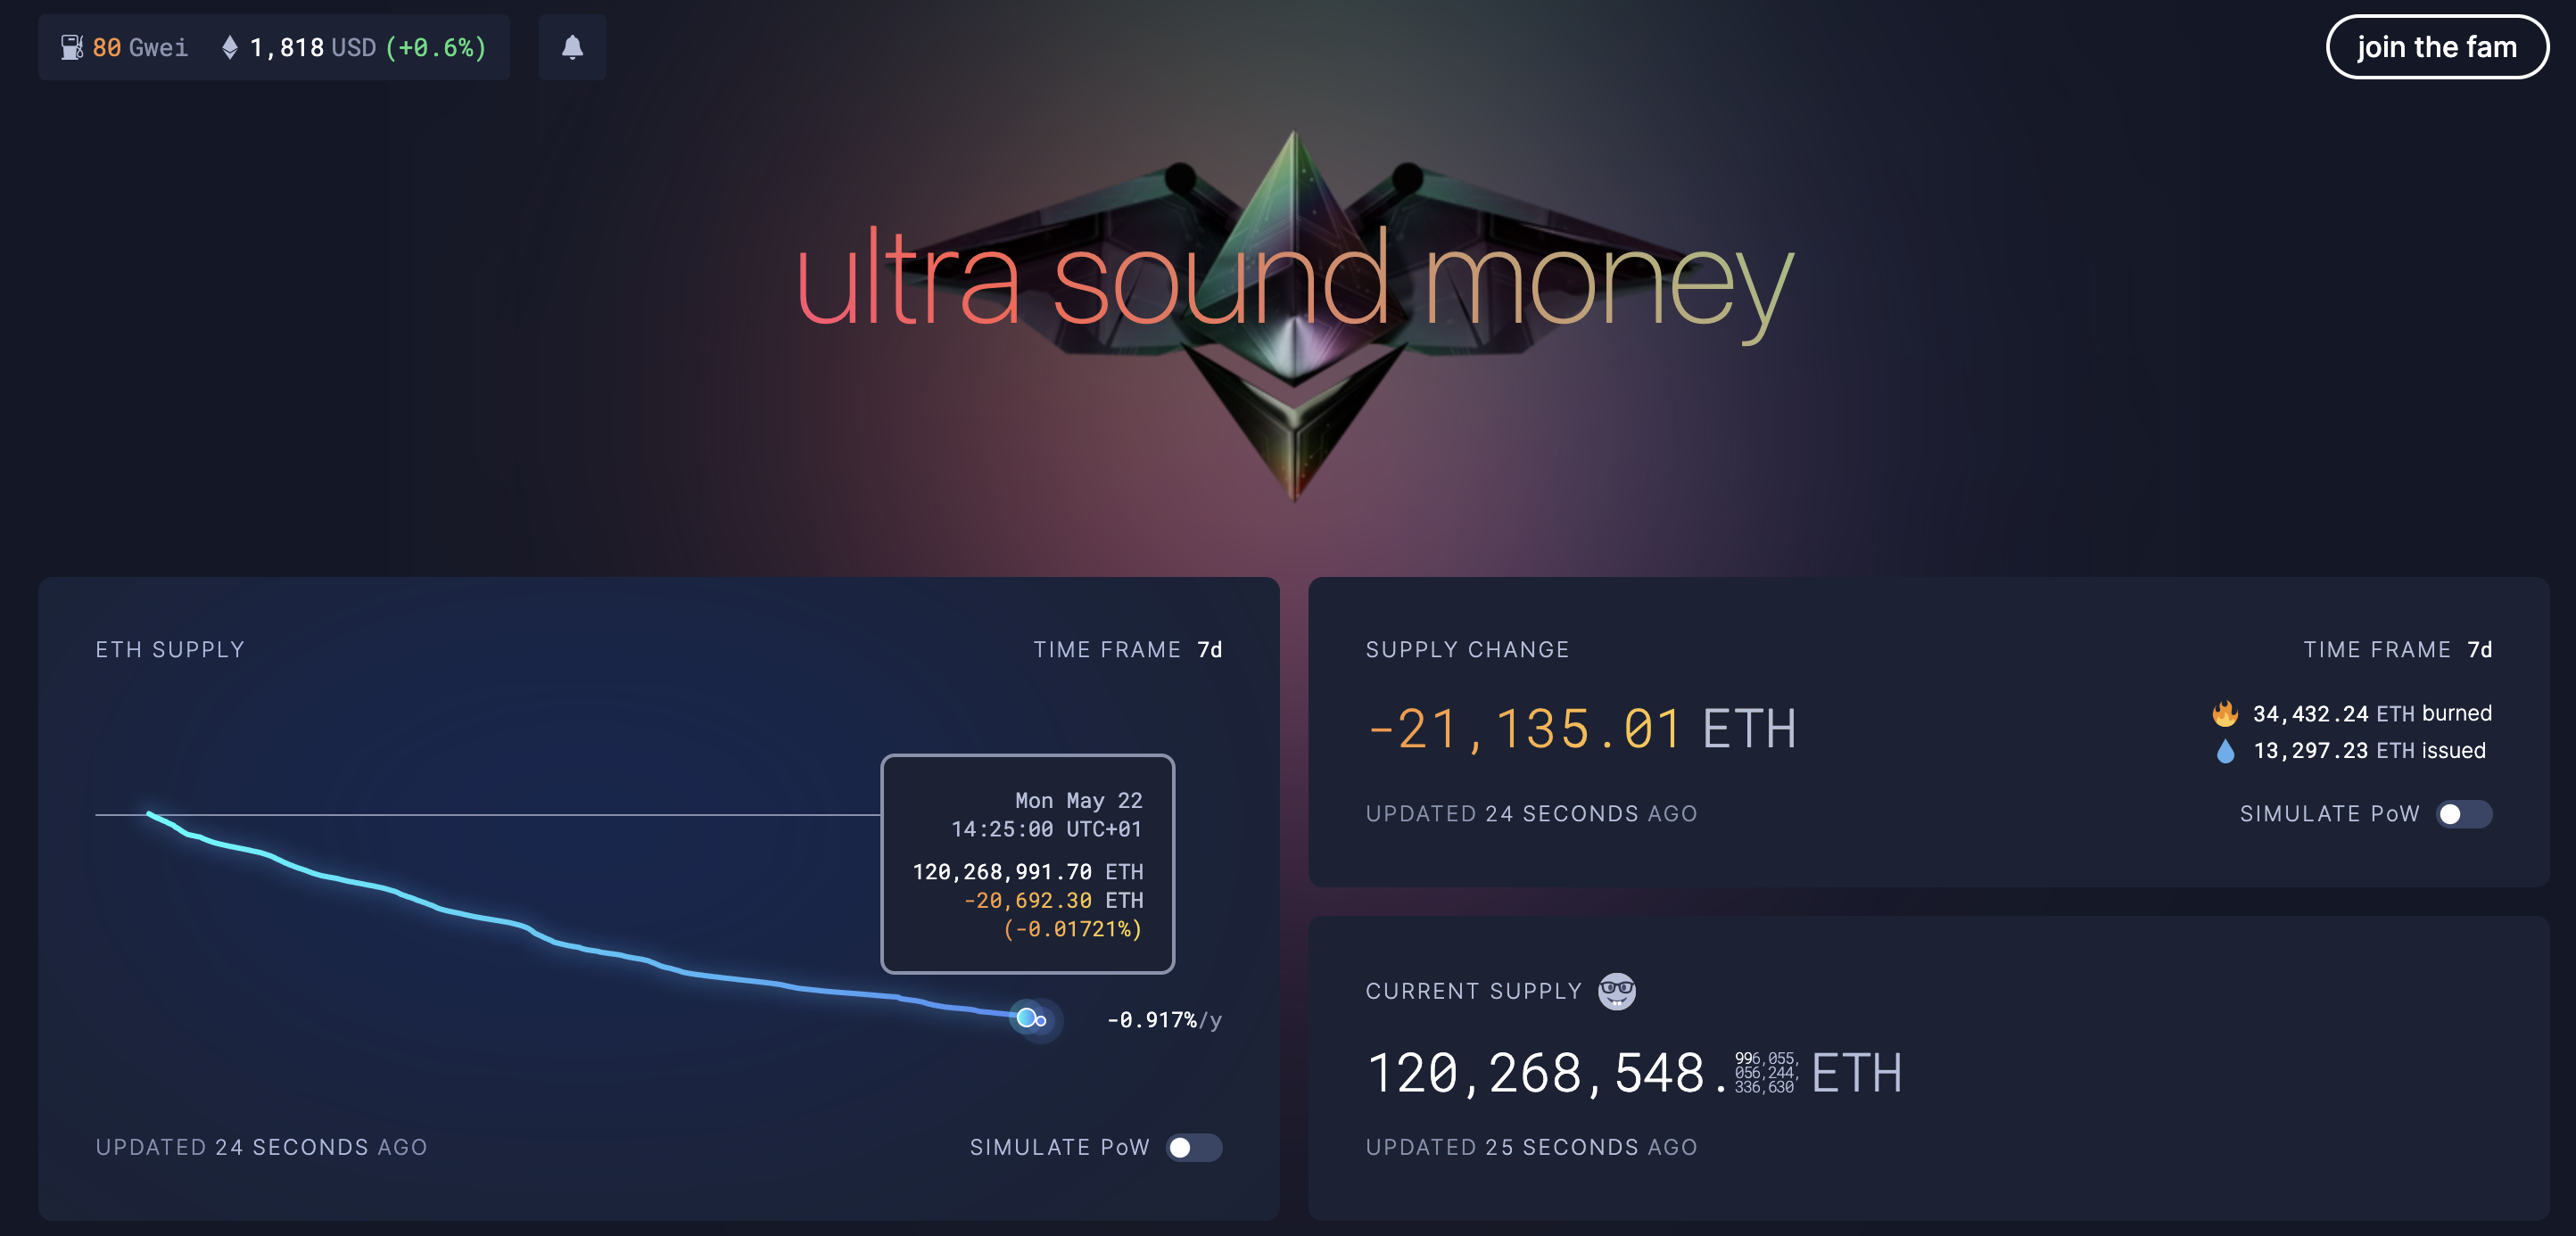 80 Gwei 1,818 USD (+0.6%)
join the fam
ultra sound money
ETH SUPPLY
TIME FRAME 7d
Mon May 22
14:25:00 UTC+01
120,268,991.70 ETH
-20,692.30 ETH
(-0.01721%)
-0.917%/y
UPDATED 24 SECONDS AGO
SIMULATE PoW
SUPPLY CHANGE
TIME FRAME 7d
-21,135.01 ETH
34,432.24 ETH burned
13,297.23 ETH issued
UPDATED 24 SECONDS AGO
SIMULATE PoW
CURRENT SUPPLY
120,268,548.996,055,
056,244,
336,630 ETH
UPDATED 25 SECONDS AGO